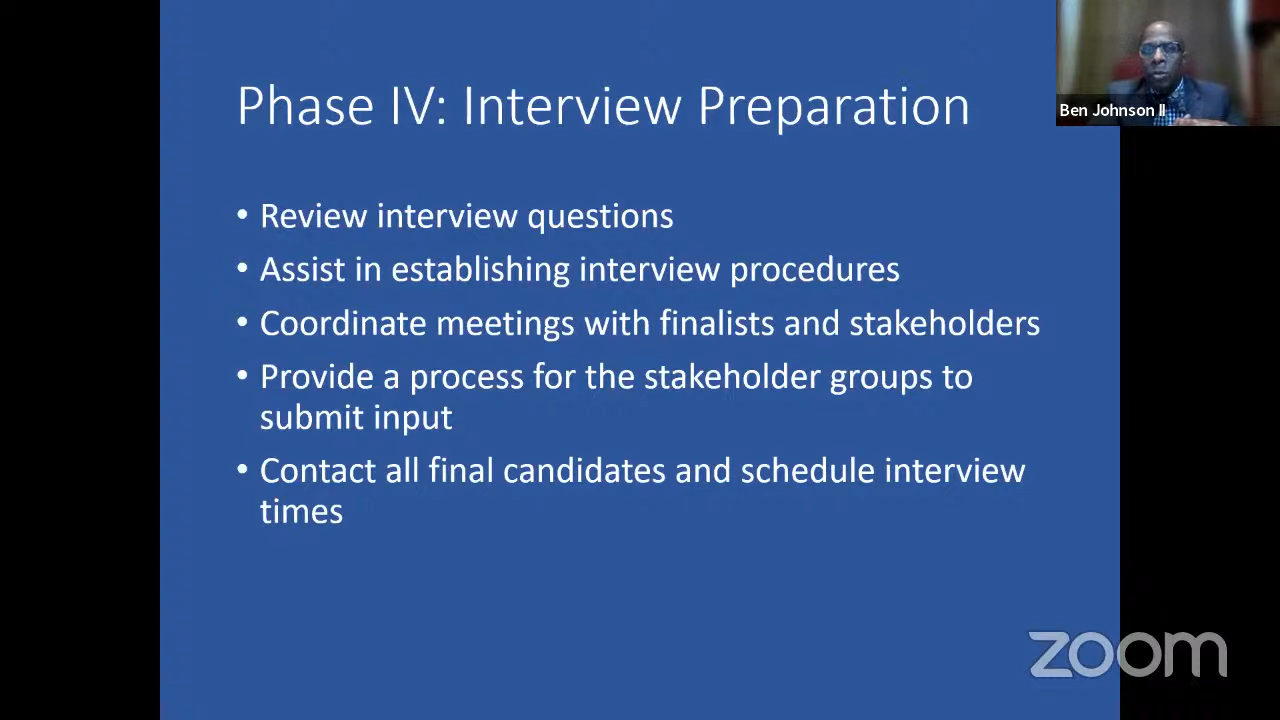 Phase IV: Interview Preparation
Ben Johnson II
• Review interview questions
• Assist in establishing interview procedures
• Coordinate meetings with finalists and stakeholders
• Provide a process for the stakeholder groups to
submit input
• Contact all final candidates and schedule interview
times
zoom